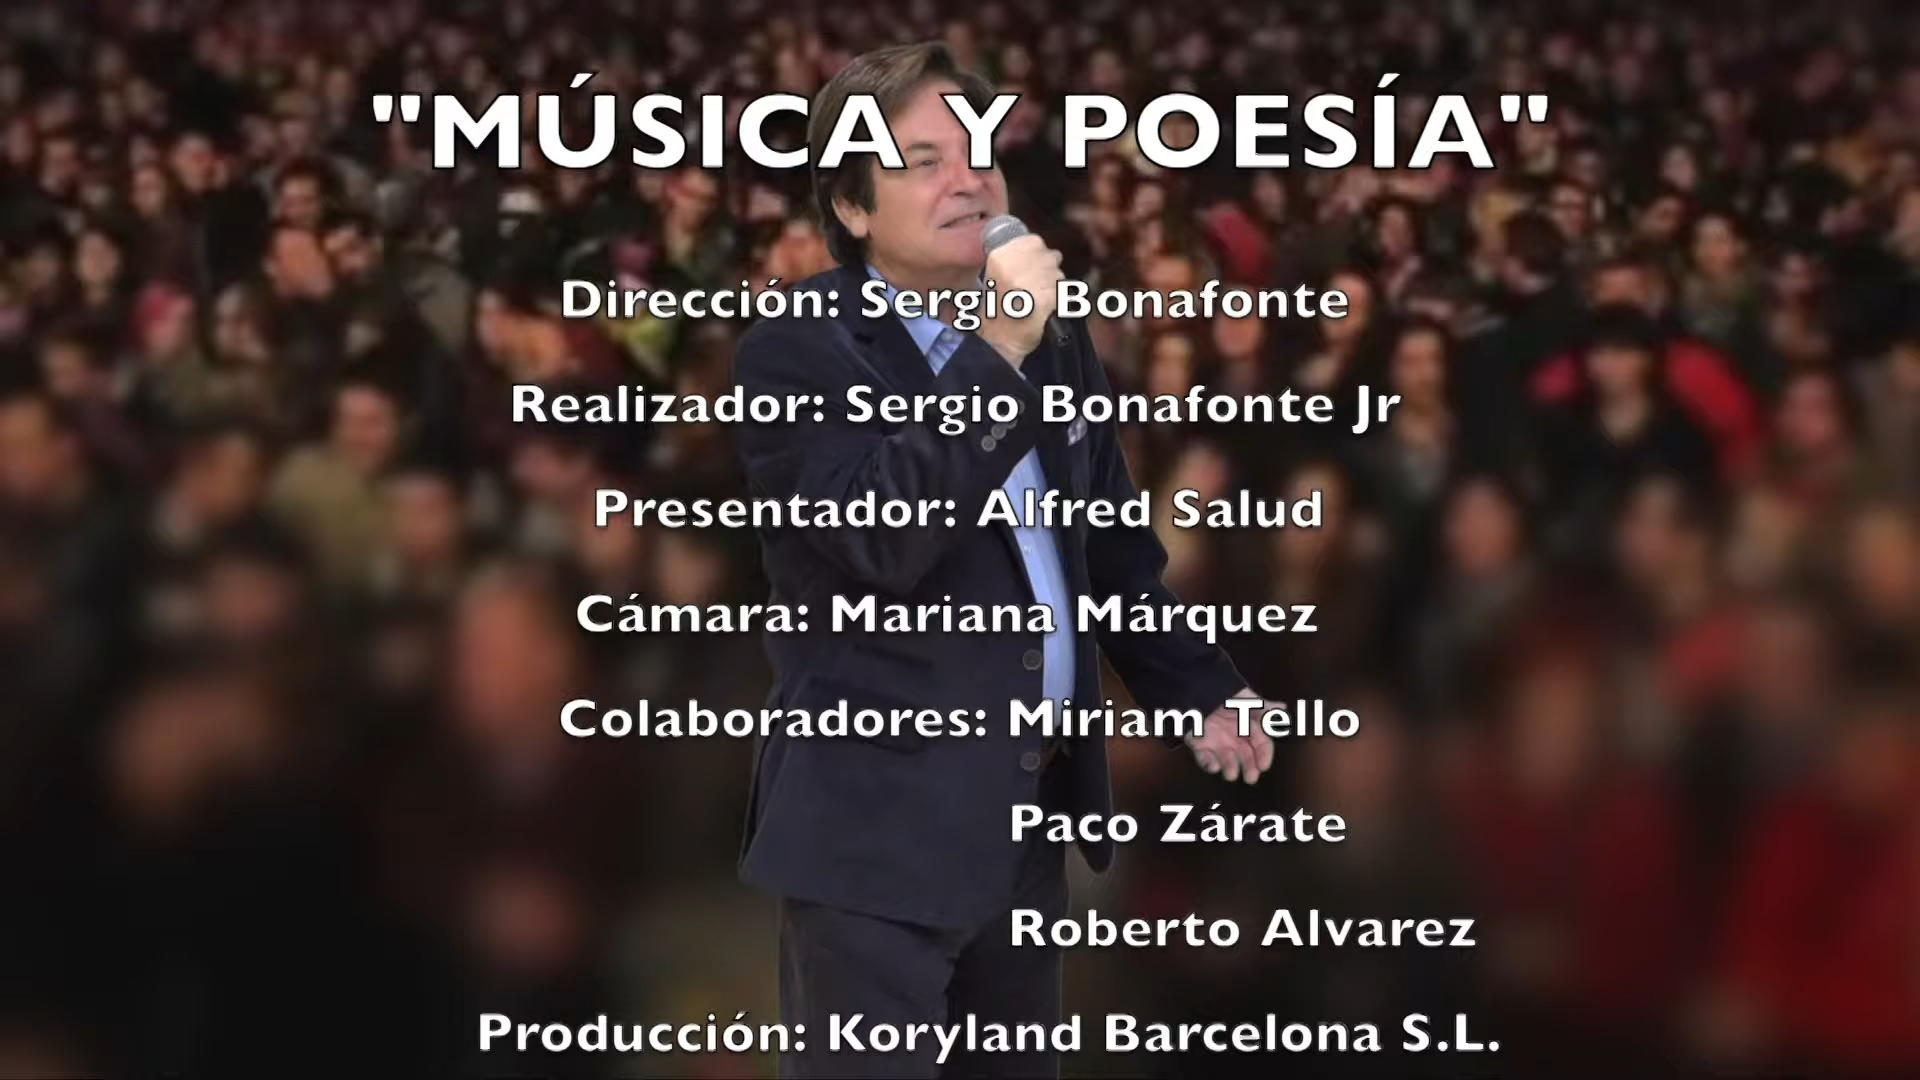 "MÚSICA Y POESÍA"
Dirección: Sergio Bonafonte
Realizador: Sergio Bonafonte Jr
Presentador: Alfred Salud
Cámara: Mariana Márquez
Colaboradores: Miriam Tello
Paco Zárate
Roberto Alvarez
Producción: Koryland Barcelona S.L.